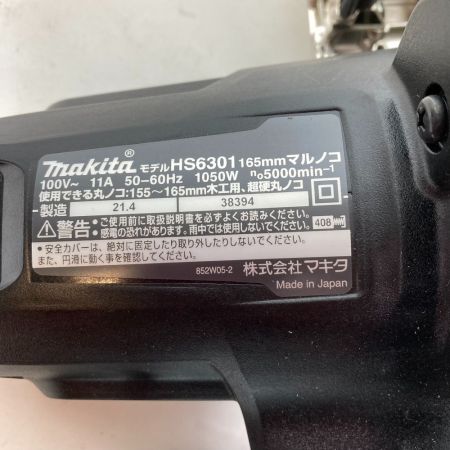 makita® モデル HS6301 165mmマルノコ
100V~ 11A 50-60Hz 1050W n₀5000min⁻¹
使用できる丸ノコ:155~165mm木工用、超硬丸ノコ
製造 21.4 38394
⚠警告: ご使用前に取扱説明書を必ずよくお読みください。
感電の恐れがあります。雨中では使用しないでください。
408
•安全カバーは、絶対に固定したり取り外したりしないでください。
また、円滑に動く事を確認してください。
852W05-2 株式会社マキタ
Made in Japan